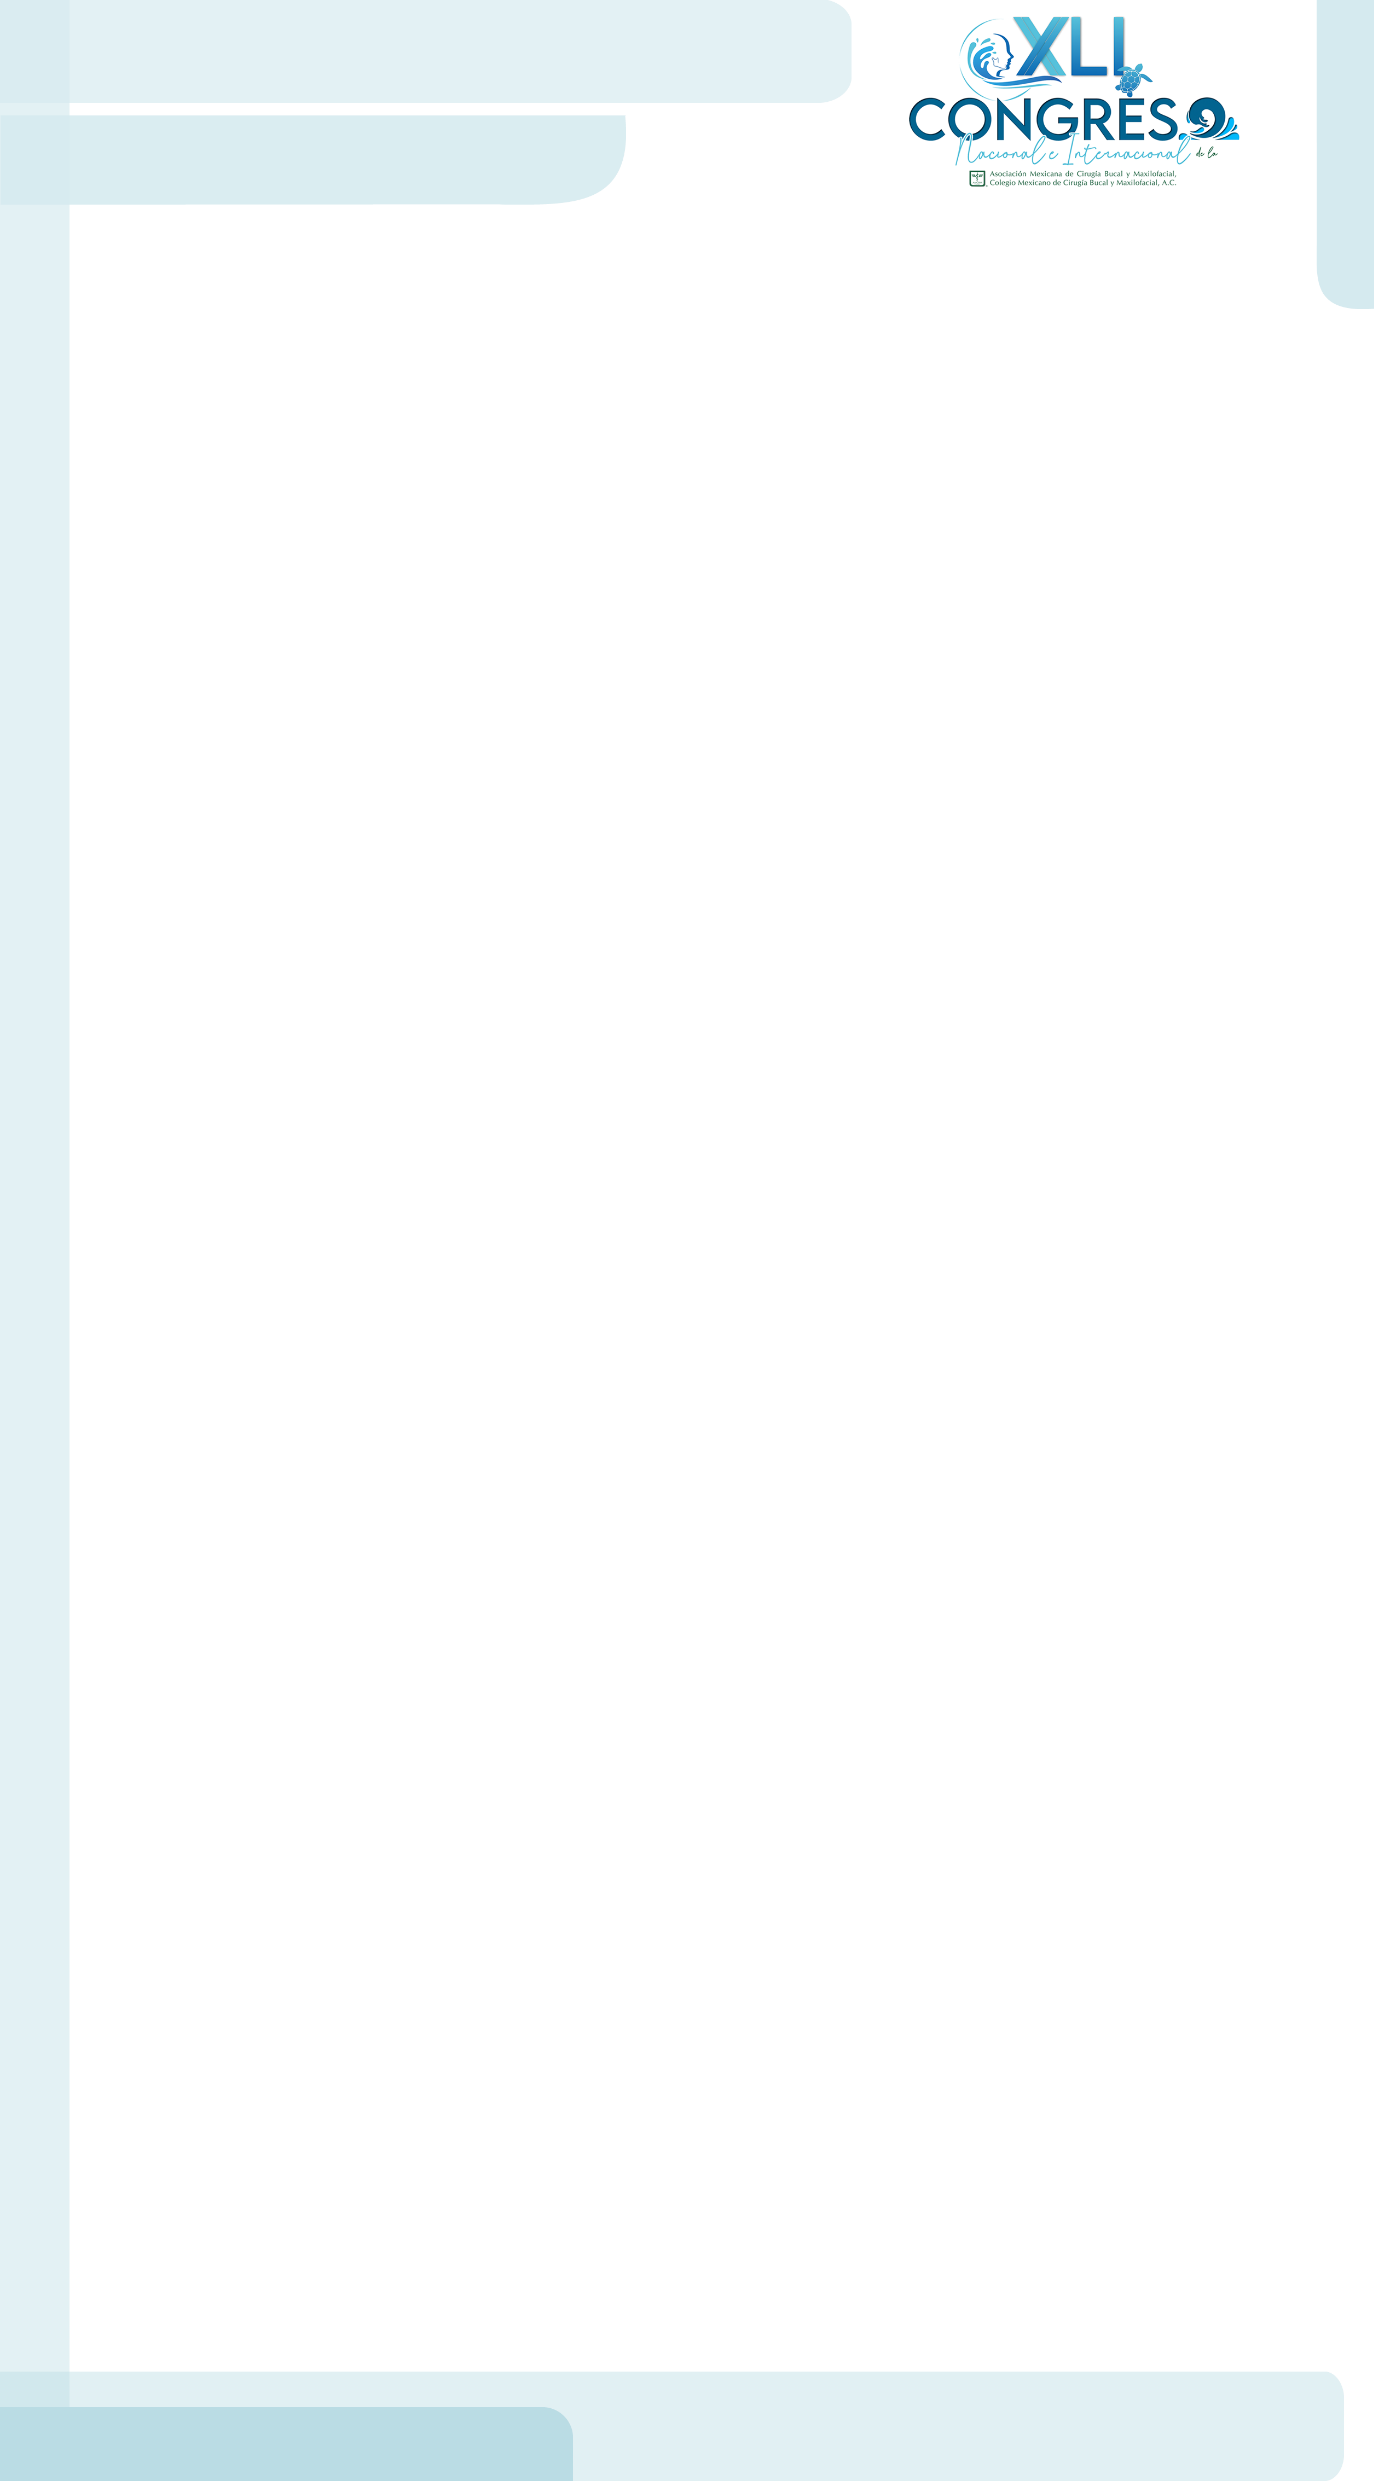 XLI
CONGRESO
Nacional e Internacional de la
Asociación Mexicana de Cirugía Bucal y Maxilofacial,
Colegio Mexicano de Cirugía Bucal y Maxilofacial, A.C.